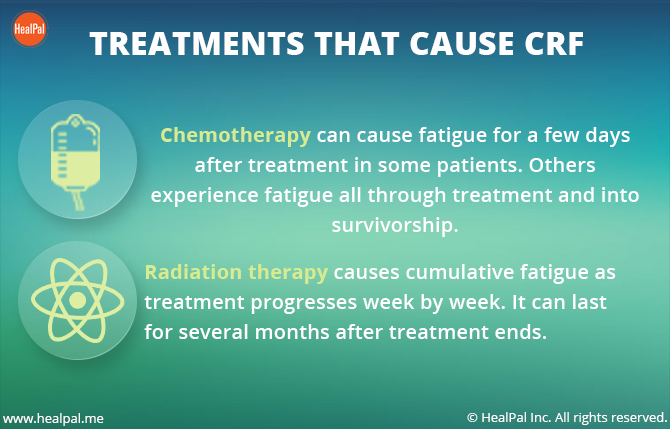 HealPal
TREATMENTS THAT CAUSE CRF
Chemotherapy can cause fatigue for a few days
after treatment in some patients. Others
experience fatigue all through treatment and into
survivorship.
Radiation therapy causes cumulative fatigue as
treatment progresses week by week. It can last
for several months after treatment ends.
www.healpal.me
© HealPal Inc. All rights reserved.